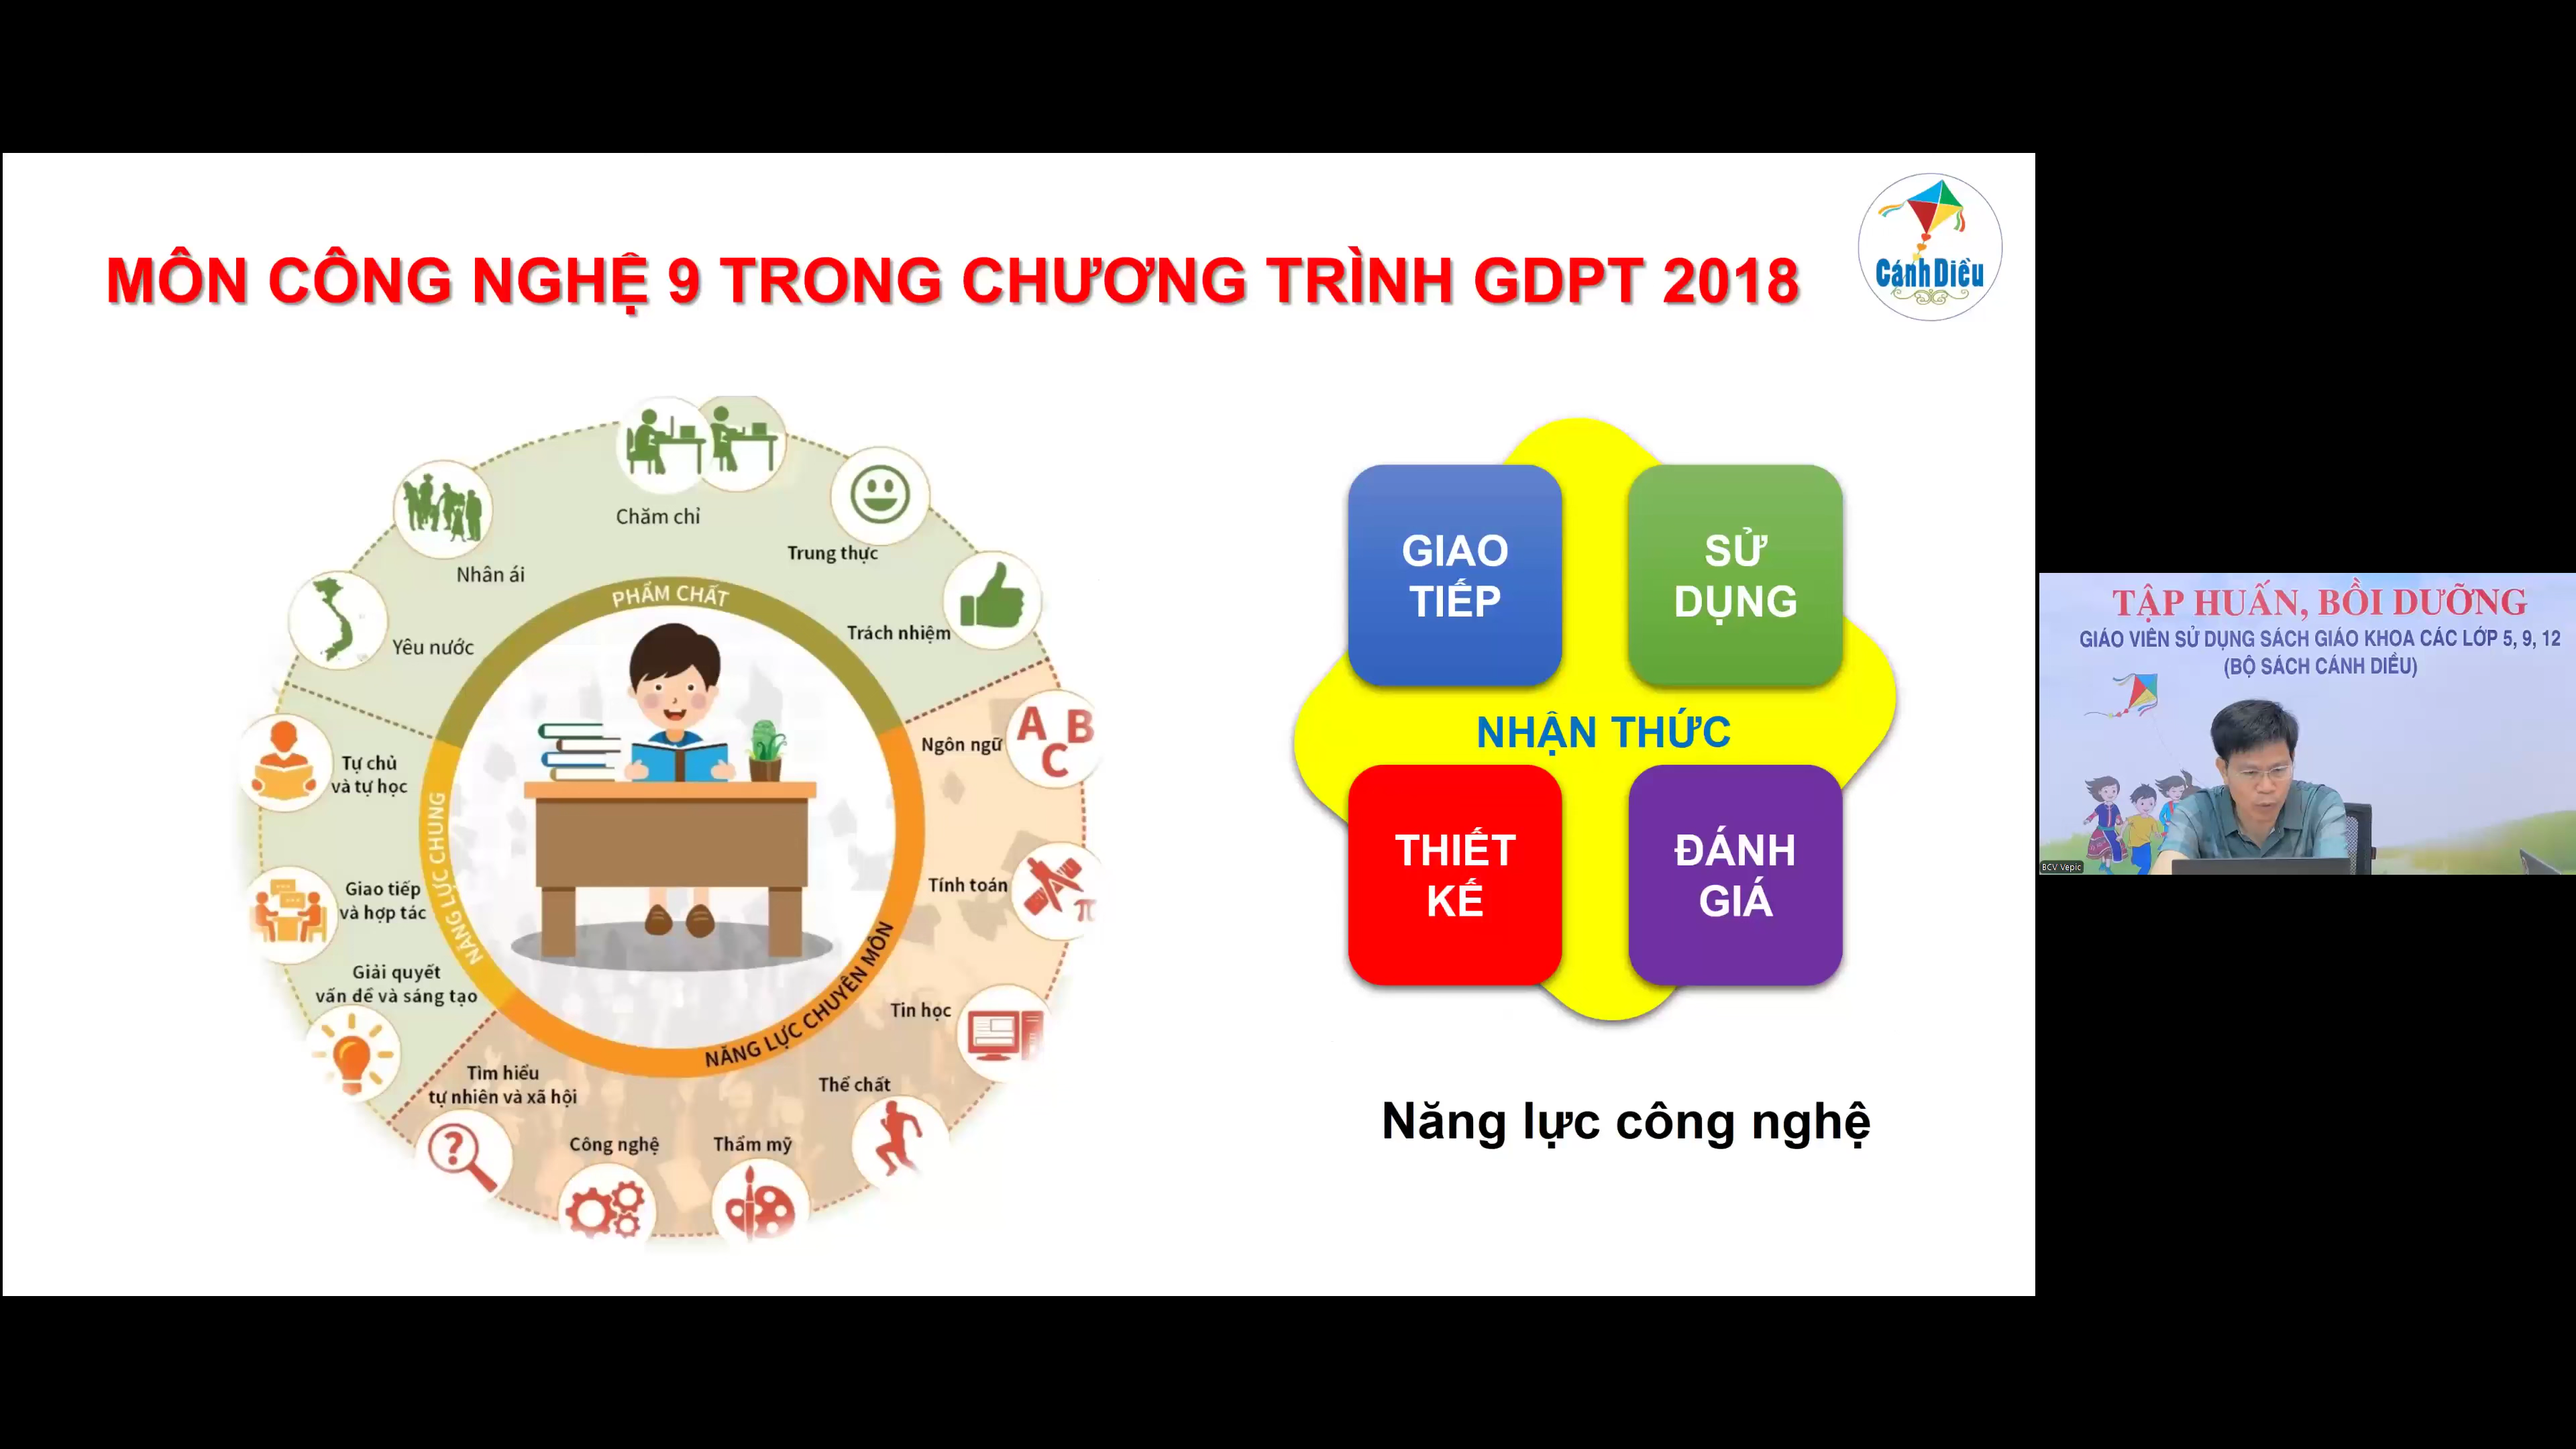 MÔN CÔNG NGHỆ 9 TRONG CHƯƠNG TRÌNH GDPT 2018
Cánh Diều
Chăm chỉ
Trung thực
Nhân ái
Trách nhiệm
Yêu nước
PHẨM CHẤT
Tự chủ
và tự học
Giao tiếp
và hợp tác
Giải quyết
vấn đề và sáng tạo
NĂNG LỰC CHUNG
Ngôn ngữ
A B
C
Tính toán
π
Tin học
Thể chất
Thẩm mỹ
Công nghệ
Tìm hiểu
tự nhiên và xã hội
?
NĂNG LỰC CHUYÊN MÔN
GIAO
TIẾP
SỬ
DỤNG
NHẬN THỨC
THIẾT
KẾ
ĐÁNH
GIÁ
Năng lực công nghệ
TẬP HUẤN, BỒI DƯỠNG
GIÁO VIÊN SỬ DỤNG SÁCH GIÁO KHOA CÁC LỚP 5, 9, 12
(BỘ SÁCH CÁNH DIỀU)
BCV Vepic